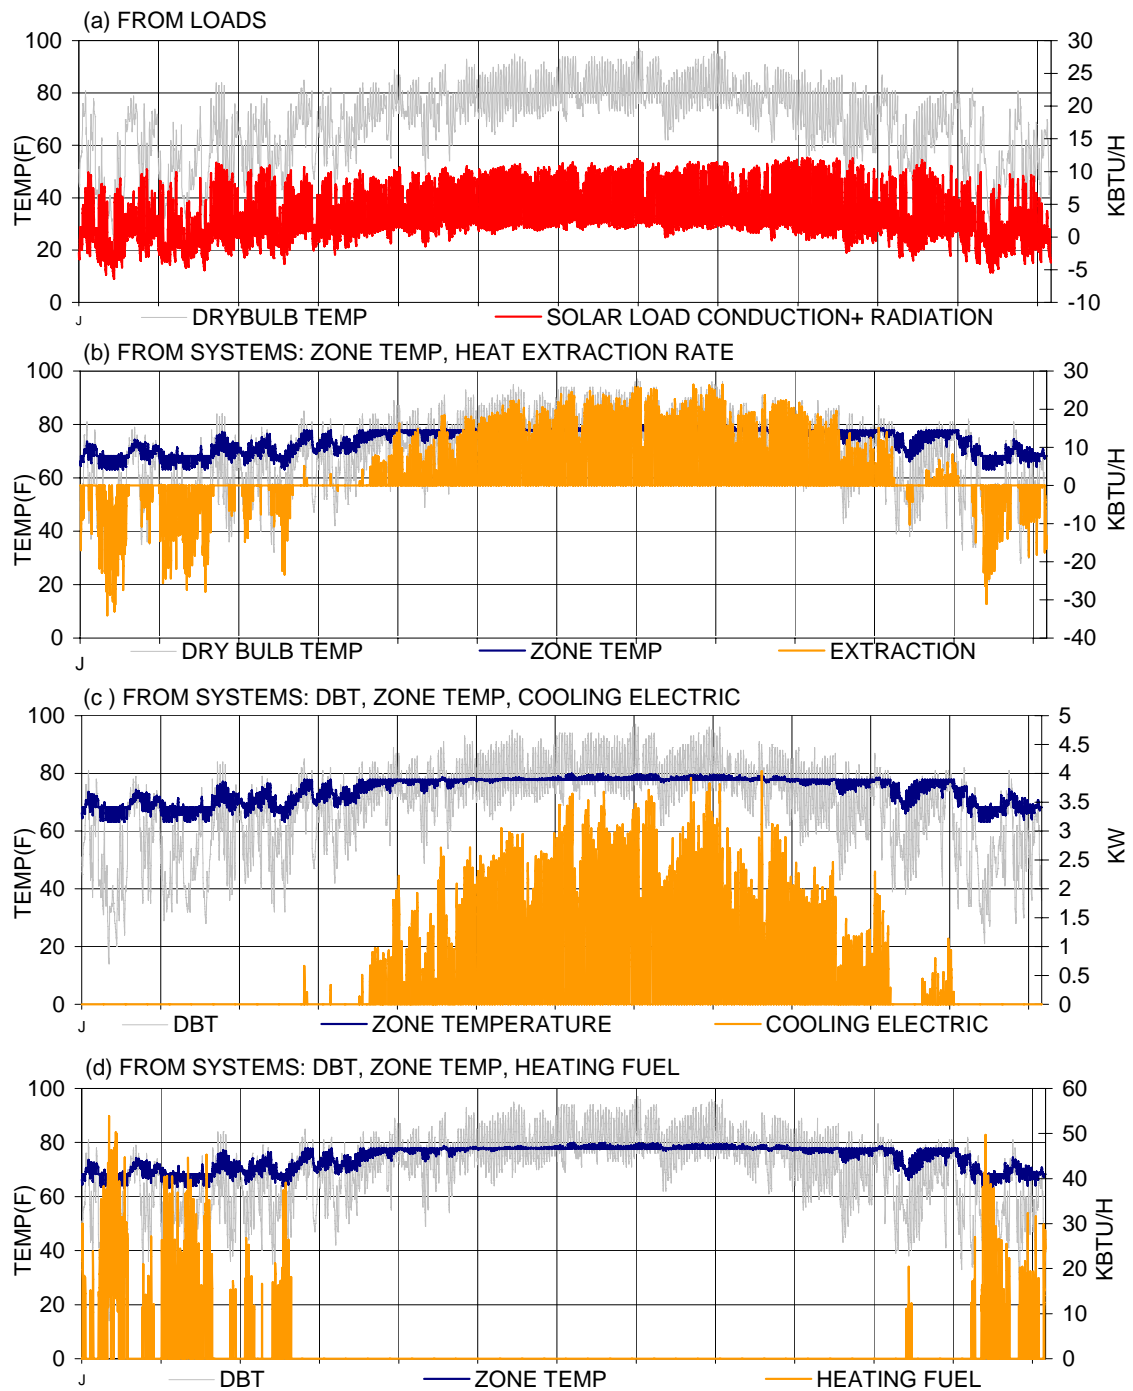 (a) FROM LOADS
100 30
80 25
60 20
40 15
20 10
0 5
0
-5
-10
TEMP(F)
KBTU/H
J
DRYBULB TEMP SOLAR LOAD CONDUCTION+ RADIATION
(b) FROM SYSTEMS: ZONE TEMP, HEAT EXTRACTION RATE
100 30
80 20
60 10
40 0
20 -10
0 -20
-30
-40
TEMP(F)
KBTU/H
J
DRY BULB TEMP ZONE TEMP EXTRACTION
(c ) FROM SYSTEMS: DBT, ZONE TEMP, COOLING ELECTRIC
100 5
80 4.5
60 4
40 3.5
20 3
0 2.5
2
1.5
1
0.5
0
TEMP(F)
KW
J
DBT ZONE TEMPERATURE COOLING ELECTRIC
(d) FROM SYSTEMS: DBT, ZONE TEMP, HEATING FUEL
100 60
80 50
60 40
40 30
20 20
0 10
0
TEMP(F)
KBTU/H
J
DBT ZONE TEMP HEATING FUEL